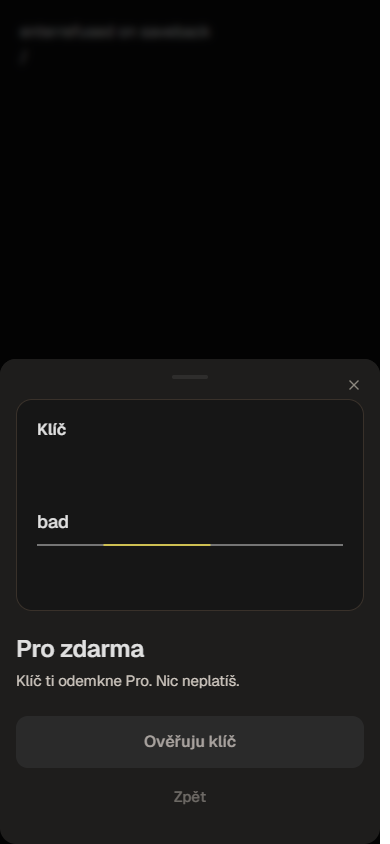 Klíč
bad
Pro zdarma
Klíč ti odemkne Pro. Nic neplatíš.
Ověřuju klíč
Zpět